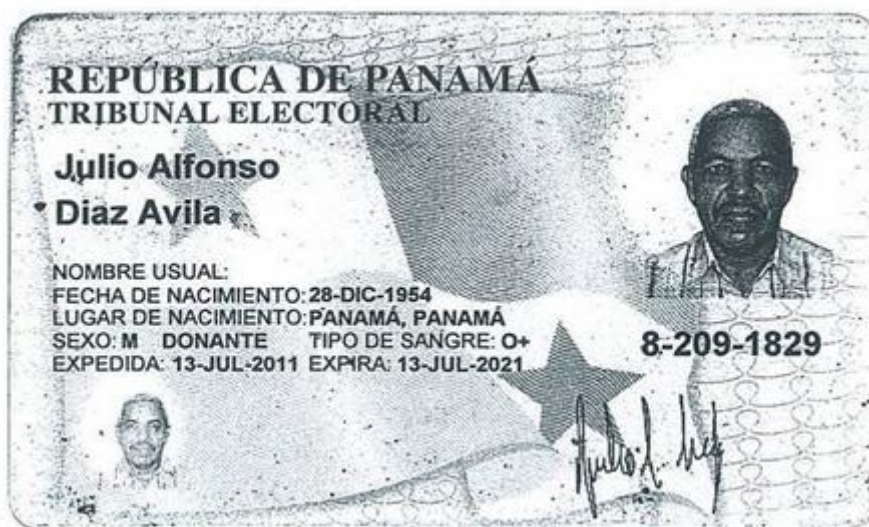 REPÚBLICA DE PANAMÁ
TRIBUNAL ELECTORAL
Julio Alfonso
Diaz Avila
NOMBRE USUAL:
FECHA DE NACIMIENTO: 28-DIC-1954
LUGAR DE NACIMIENTO: PANAMÁ, PANAMÁ
SEXO: M DONANTE TIPO DE SANGRE: O+
EXPEDIDA: 13-JUL-2011 EXPIRA: 13-JUL-2021
8-209-1829